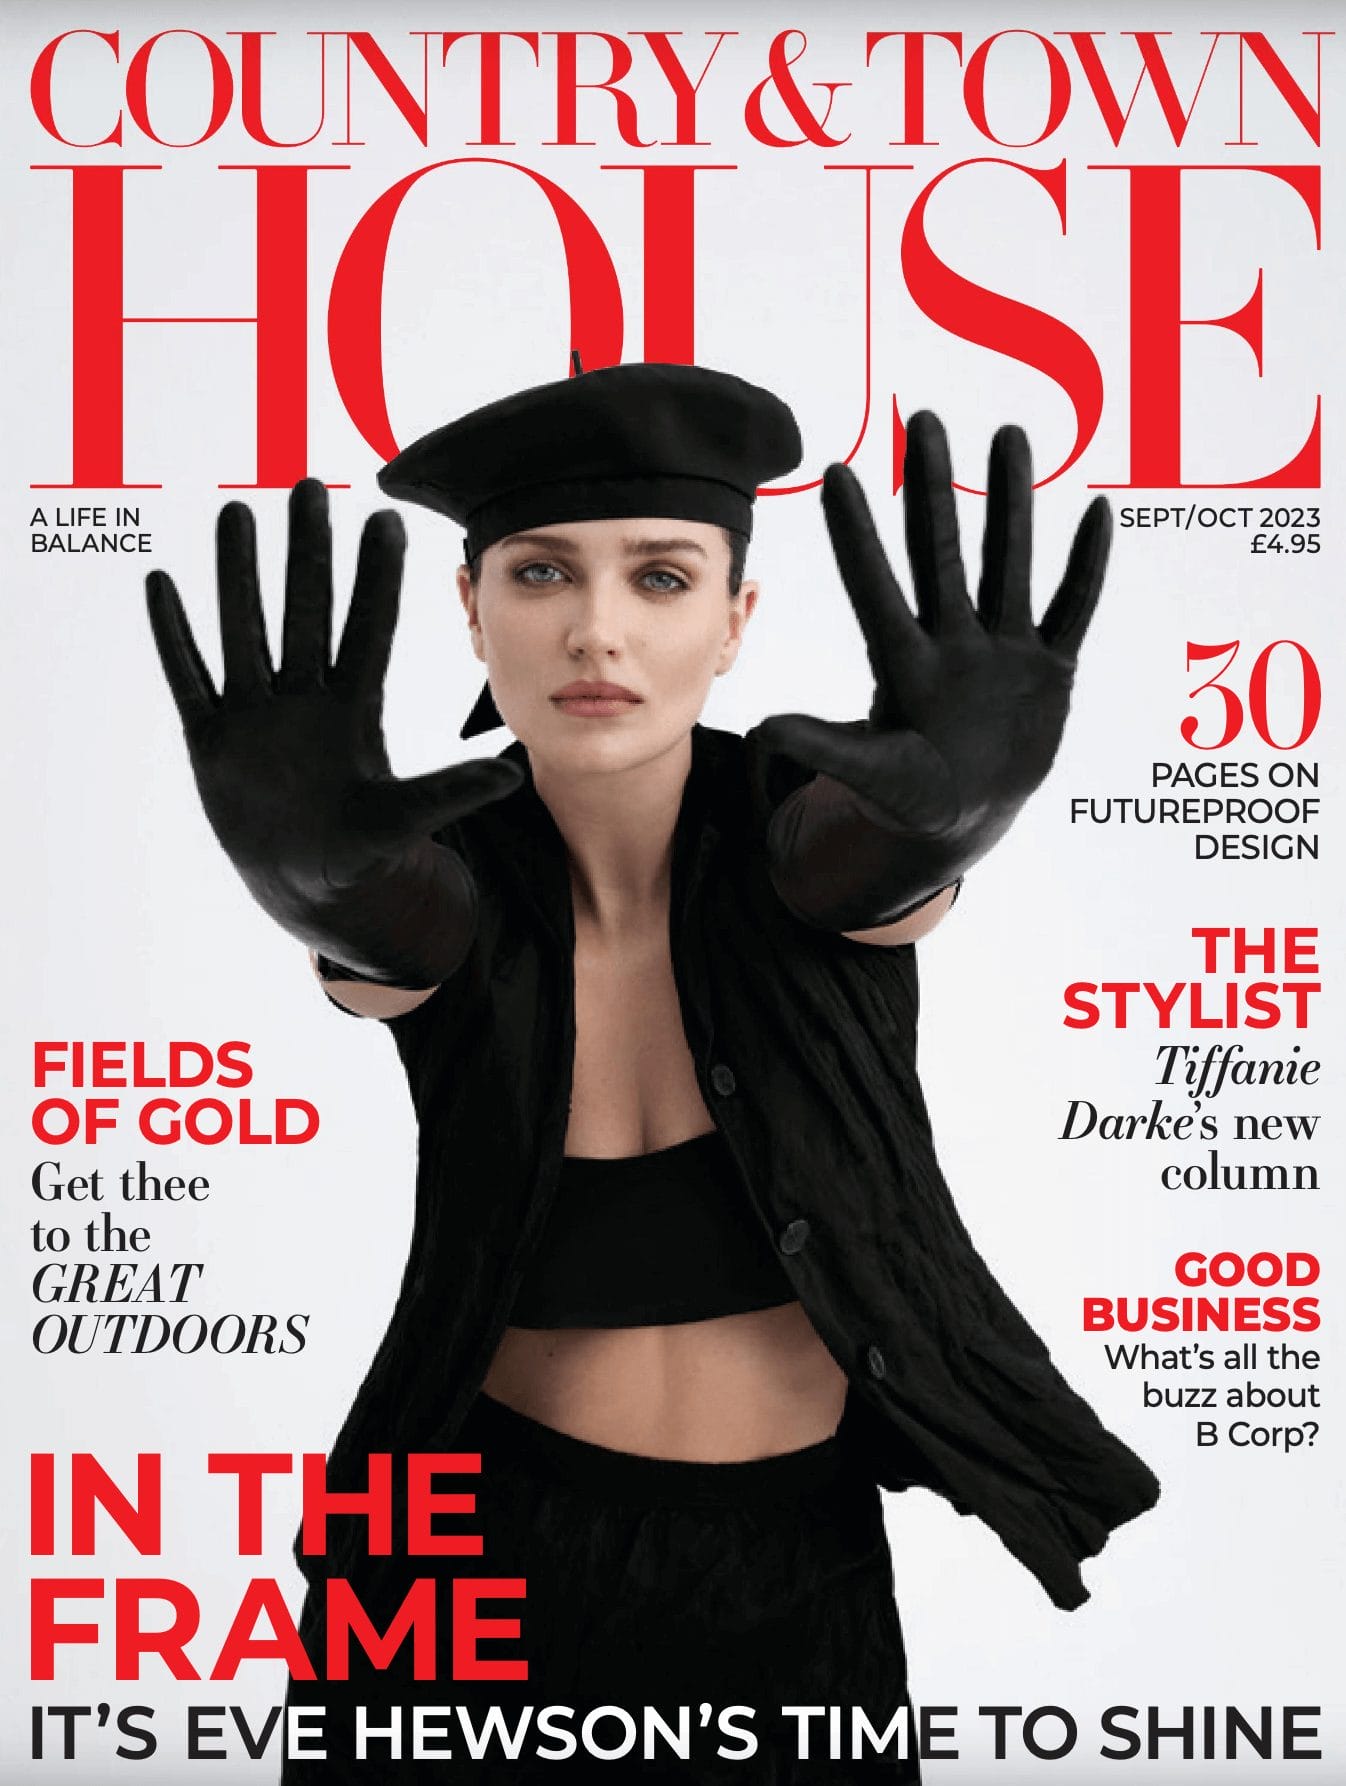 COUNTRY & TOWN
HOUSE
A LIFE IN
BALANCE
SEPT/OCT 2023
£4.95
30
PAGES ON
FUTUREPROOF
DESIGN
THE
STYLIST
Tiffanie
Darke's new
column
FIELDS
OF GOLD
Get thee
to the
GREAT
OUTDOORS
GOOD
BUSINESS
What's all the
buzz about
B Corp?
IN THE
FRAME
IT'S EVE HEWSON'S TIME TO SHINE